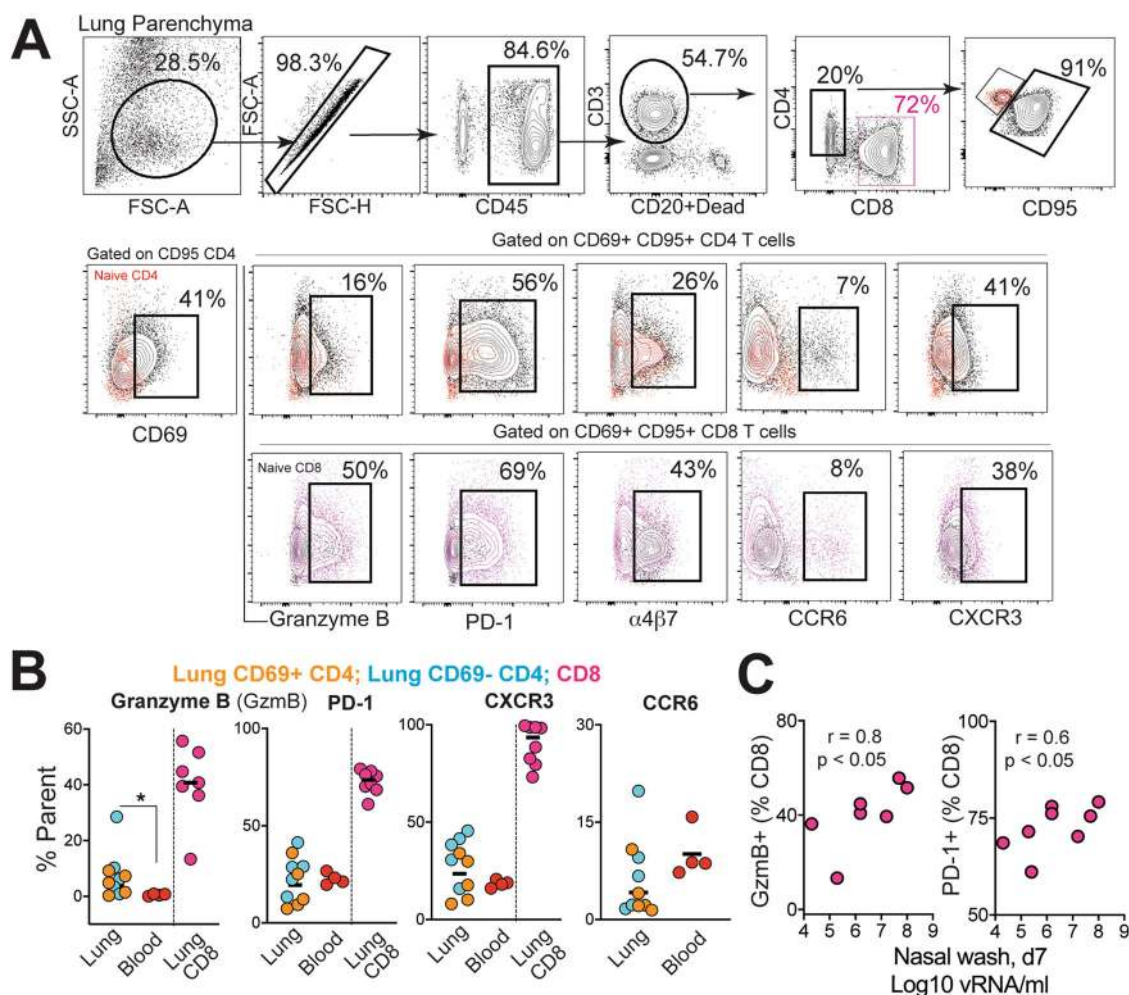 A
Lung Parenchyma
28.5%
98.3%
84.6%
54.7%
20%
72%
91%
SSC-A
FSC-A
CD3
CD4
FSC-A
FSC-H
CD45
CD20+Dead
CD8
CD95
Gated on CD95 CD4
Gated on CD69+ CD95+ CD4 T cells
Naive CD4
41%
16%
56%
26%
7%
41%
CD69
Gated on CD69+ CD95+ CD8 T cells
Naive CD8
50%
69%
43%
8%
38%
Granzyme B
PD-1
α4β7
CCR6
CXCR3
B
Lung CD69+ CD4; Lung CD69- CD4; CD8
Granzyme B (GzmB)
PD-1
CXCR3
CCR6
% Parent
60
40
20
0
*
Lung
Blood
Lung CD8
100
50
0
Lung
Blood
Lung CD8
100
50
0
Lung
Blood
Lung CD8
30
15
0
Lung
Blood
C
GzmB+ (% CD8)
80
40
0
r = 0.8
p < 0.05
4 5 6 7 8 9
PD-1+ (% CD8)
100
75
50
r = 0.6
p < 0.05
4 5 6 7 8 9
Nasal wash, d7
Log10 vRNA/ml